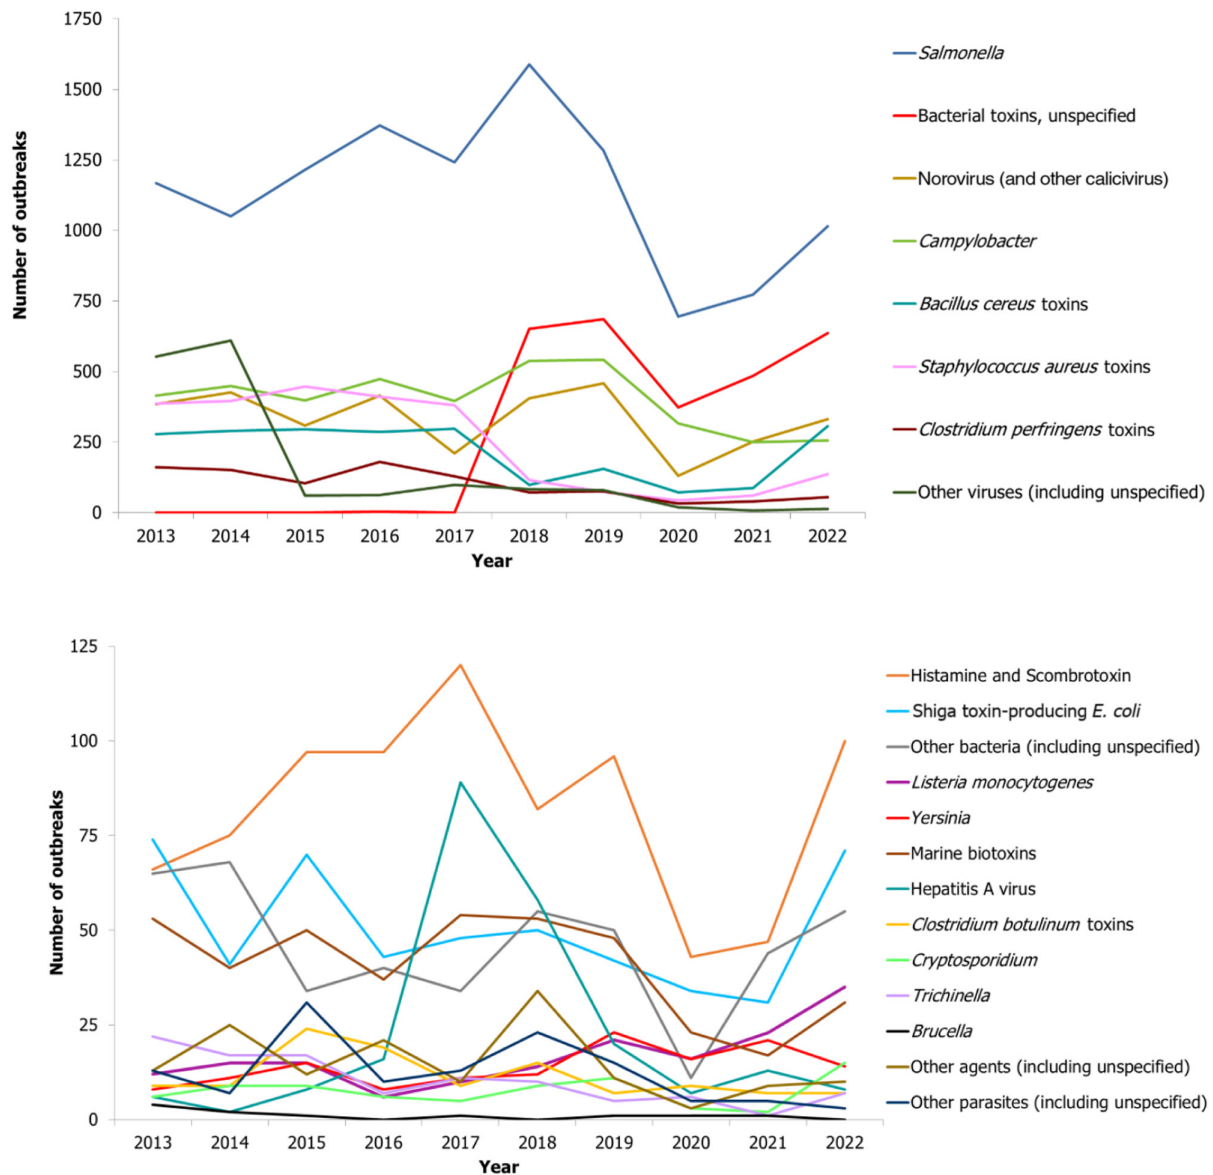 1750
1500
1250
1000
750
500
250
0
Number of outbreaks
2013 2014 2015 2016 2017 2018 2019 2020 2021 2022
Year
Salmonella
Bacterial toxins, unspecified
Norovirus (and other calicivirus)
Campylobacter
Bacillus cereus toxins
Staphylococcus aureus toxins
Clostridium perfringens toxins
Other viruses (including unspecified)
125
100
75
50
25
0
Number of outbreaks
2013 2014 2015 2016 2017 2018 2019 2020 2021 2022
Year
Histamine and Scombrotoxin
Shiga toxin-producing E. coli
Other bacteria (including unspecified)
Listeria monocytogenes
Yersinia
Marine biotoxins
Hepatitis A virus
Clostridium botulinum toxins
Cryptosporidium
Trichinella
Brucella
Other agents (including unspecified)
Other parasites (including unspecified)